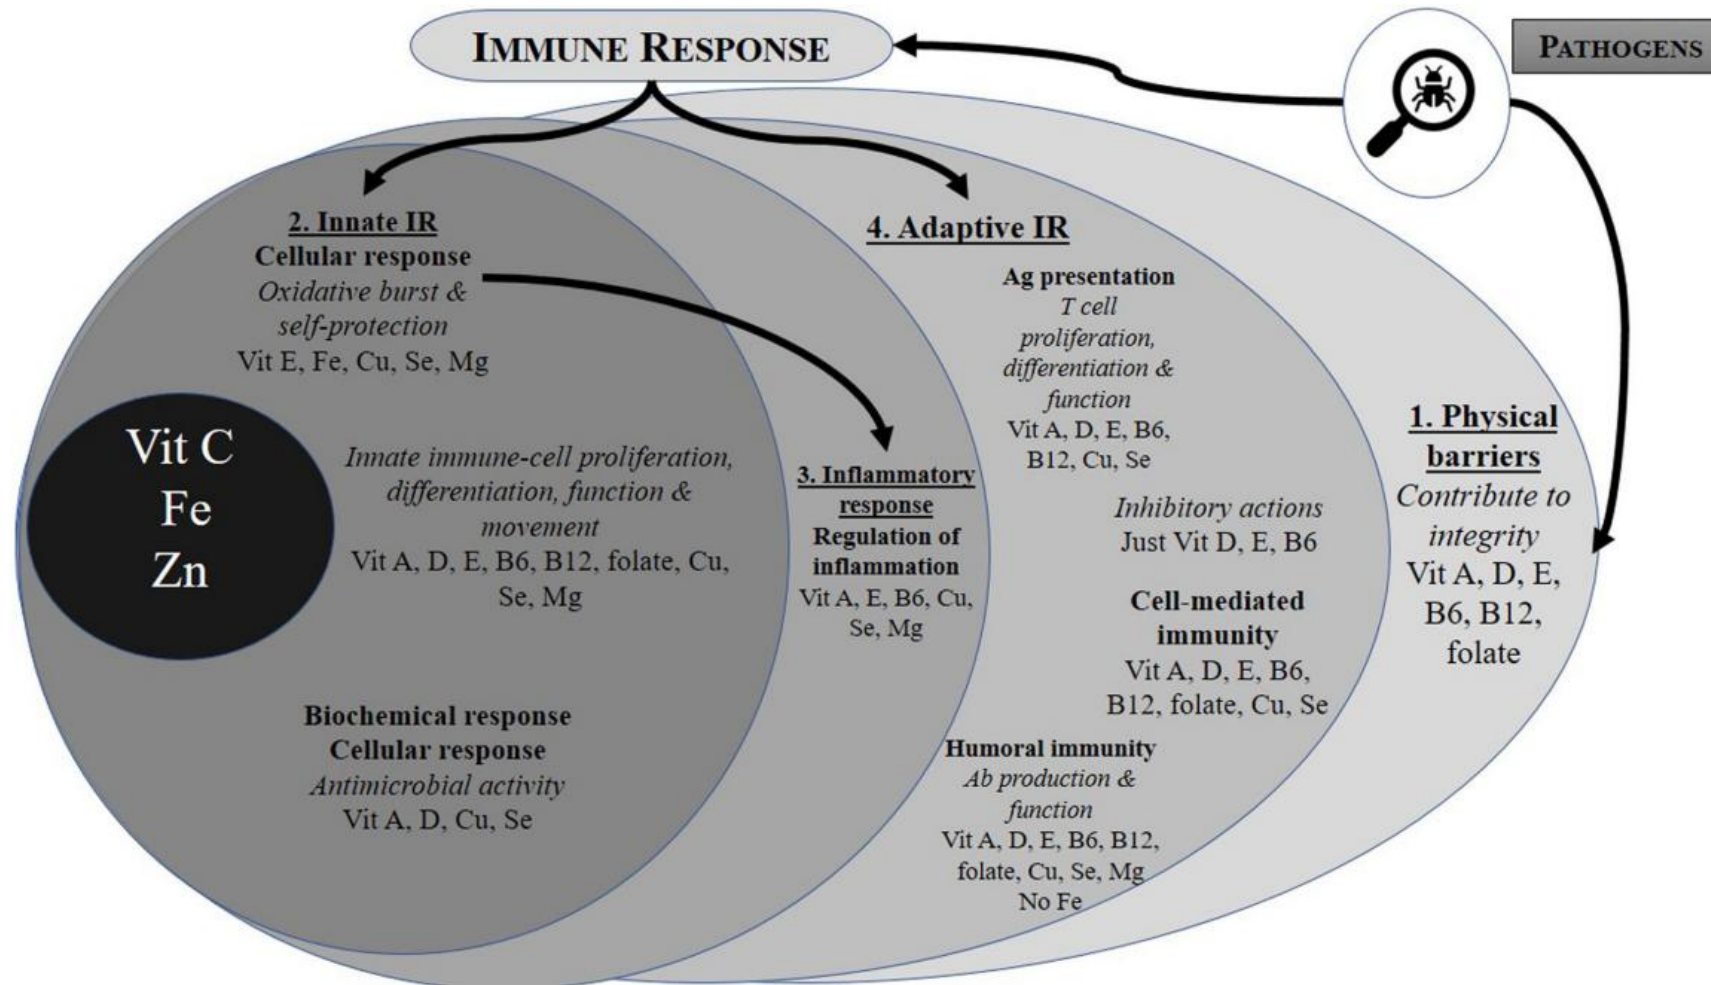 IMMUNE RESPONSE
PATHOGENS
2. Innate IR
Cellular response
Oxidative burst &
self-protection
Vit E, Fe, Cu, Se, Mg
Vit C
Fe
Zn
Innate immune-cell proliferation,
differentiation, function &
movement
Vit A, D, E, B6, B12, folate, Cu,
Se, Mg
Biochemical response
Cellular response
Antimicrobial activity
Vit A, D, Cu, Se
3. Inflammatory
response
Regulation of
inflammation
Vit A, E, B6, Cu,
Se, Mg
4. Adaptive IR
Ag presentation
T cell
proliferation,
differentiation &
function
Vit A, D, E, B6,
B12, Cu, Se
Inhibitory actions
Just Vit D, E, B6
Cell-mediated
immunity
Vit A, D, E, B6,
B12, folate, Cu, Se
Humoral immunity
Ab production &
function
Vit A, D, E, B6, B12,
folate, Cu, Se, Mg
No Fe
1. Physical
barriers
Contribute to
integrity
Vit A, D, E,
B6, B12,
folate